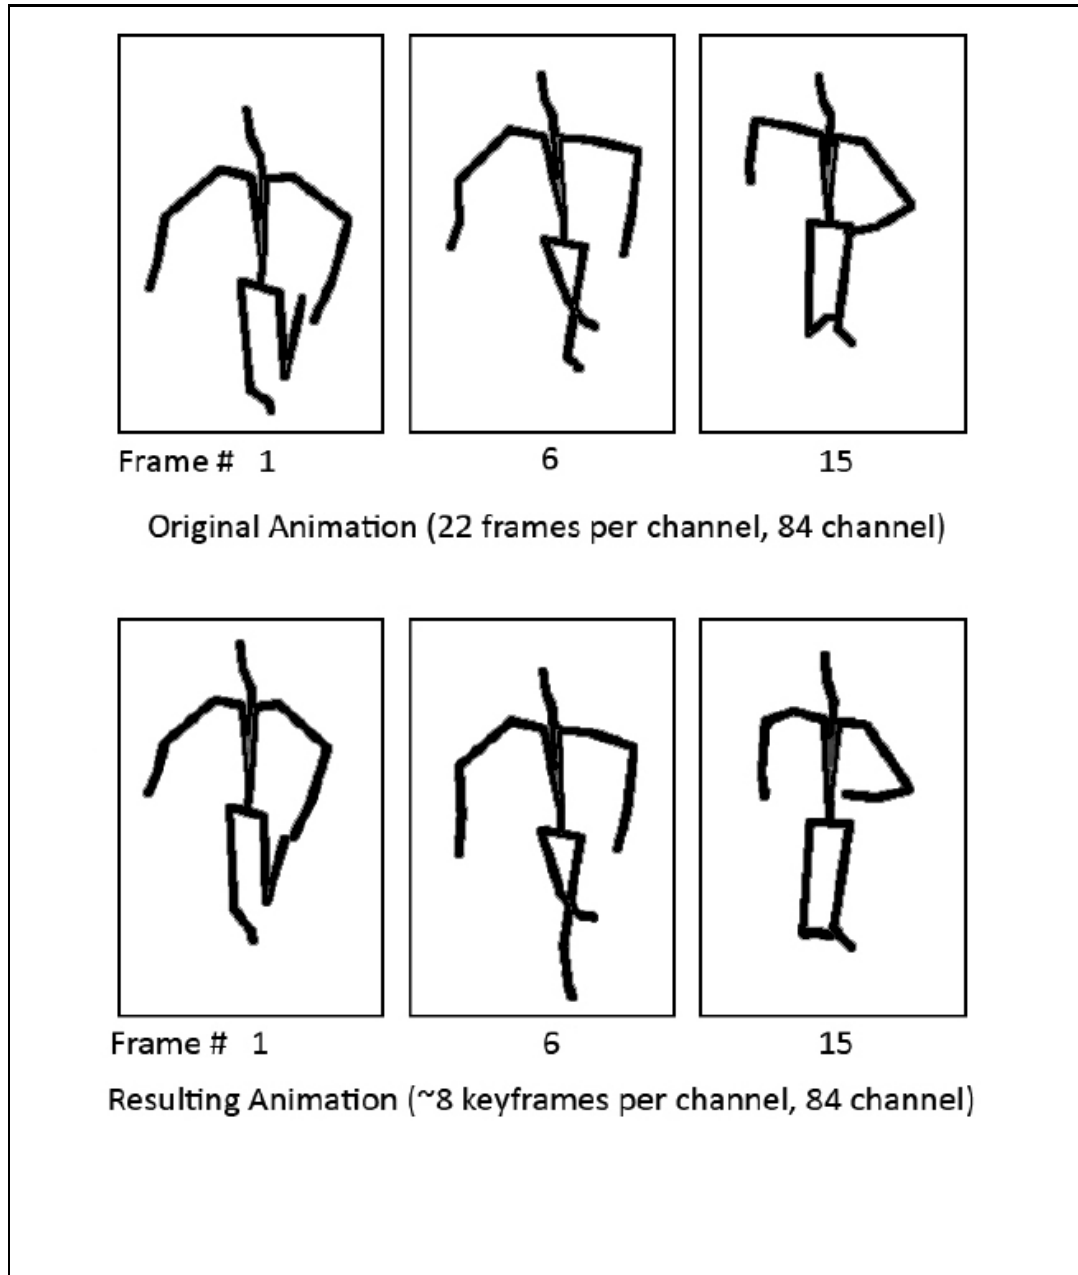 Frame # 1 6 15
Original Animation (22 frames per channel, 84 channel)
Frame # 1 6 15
Resulting Animation (~8 keyframes per channel, 84 channel)